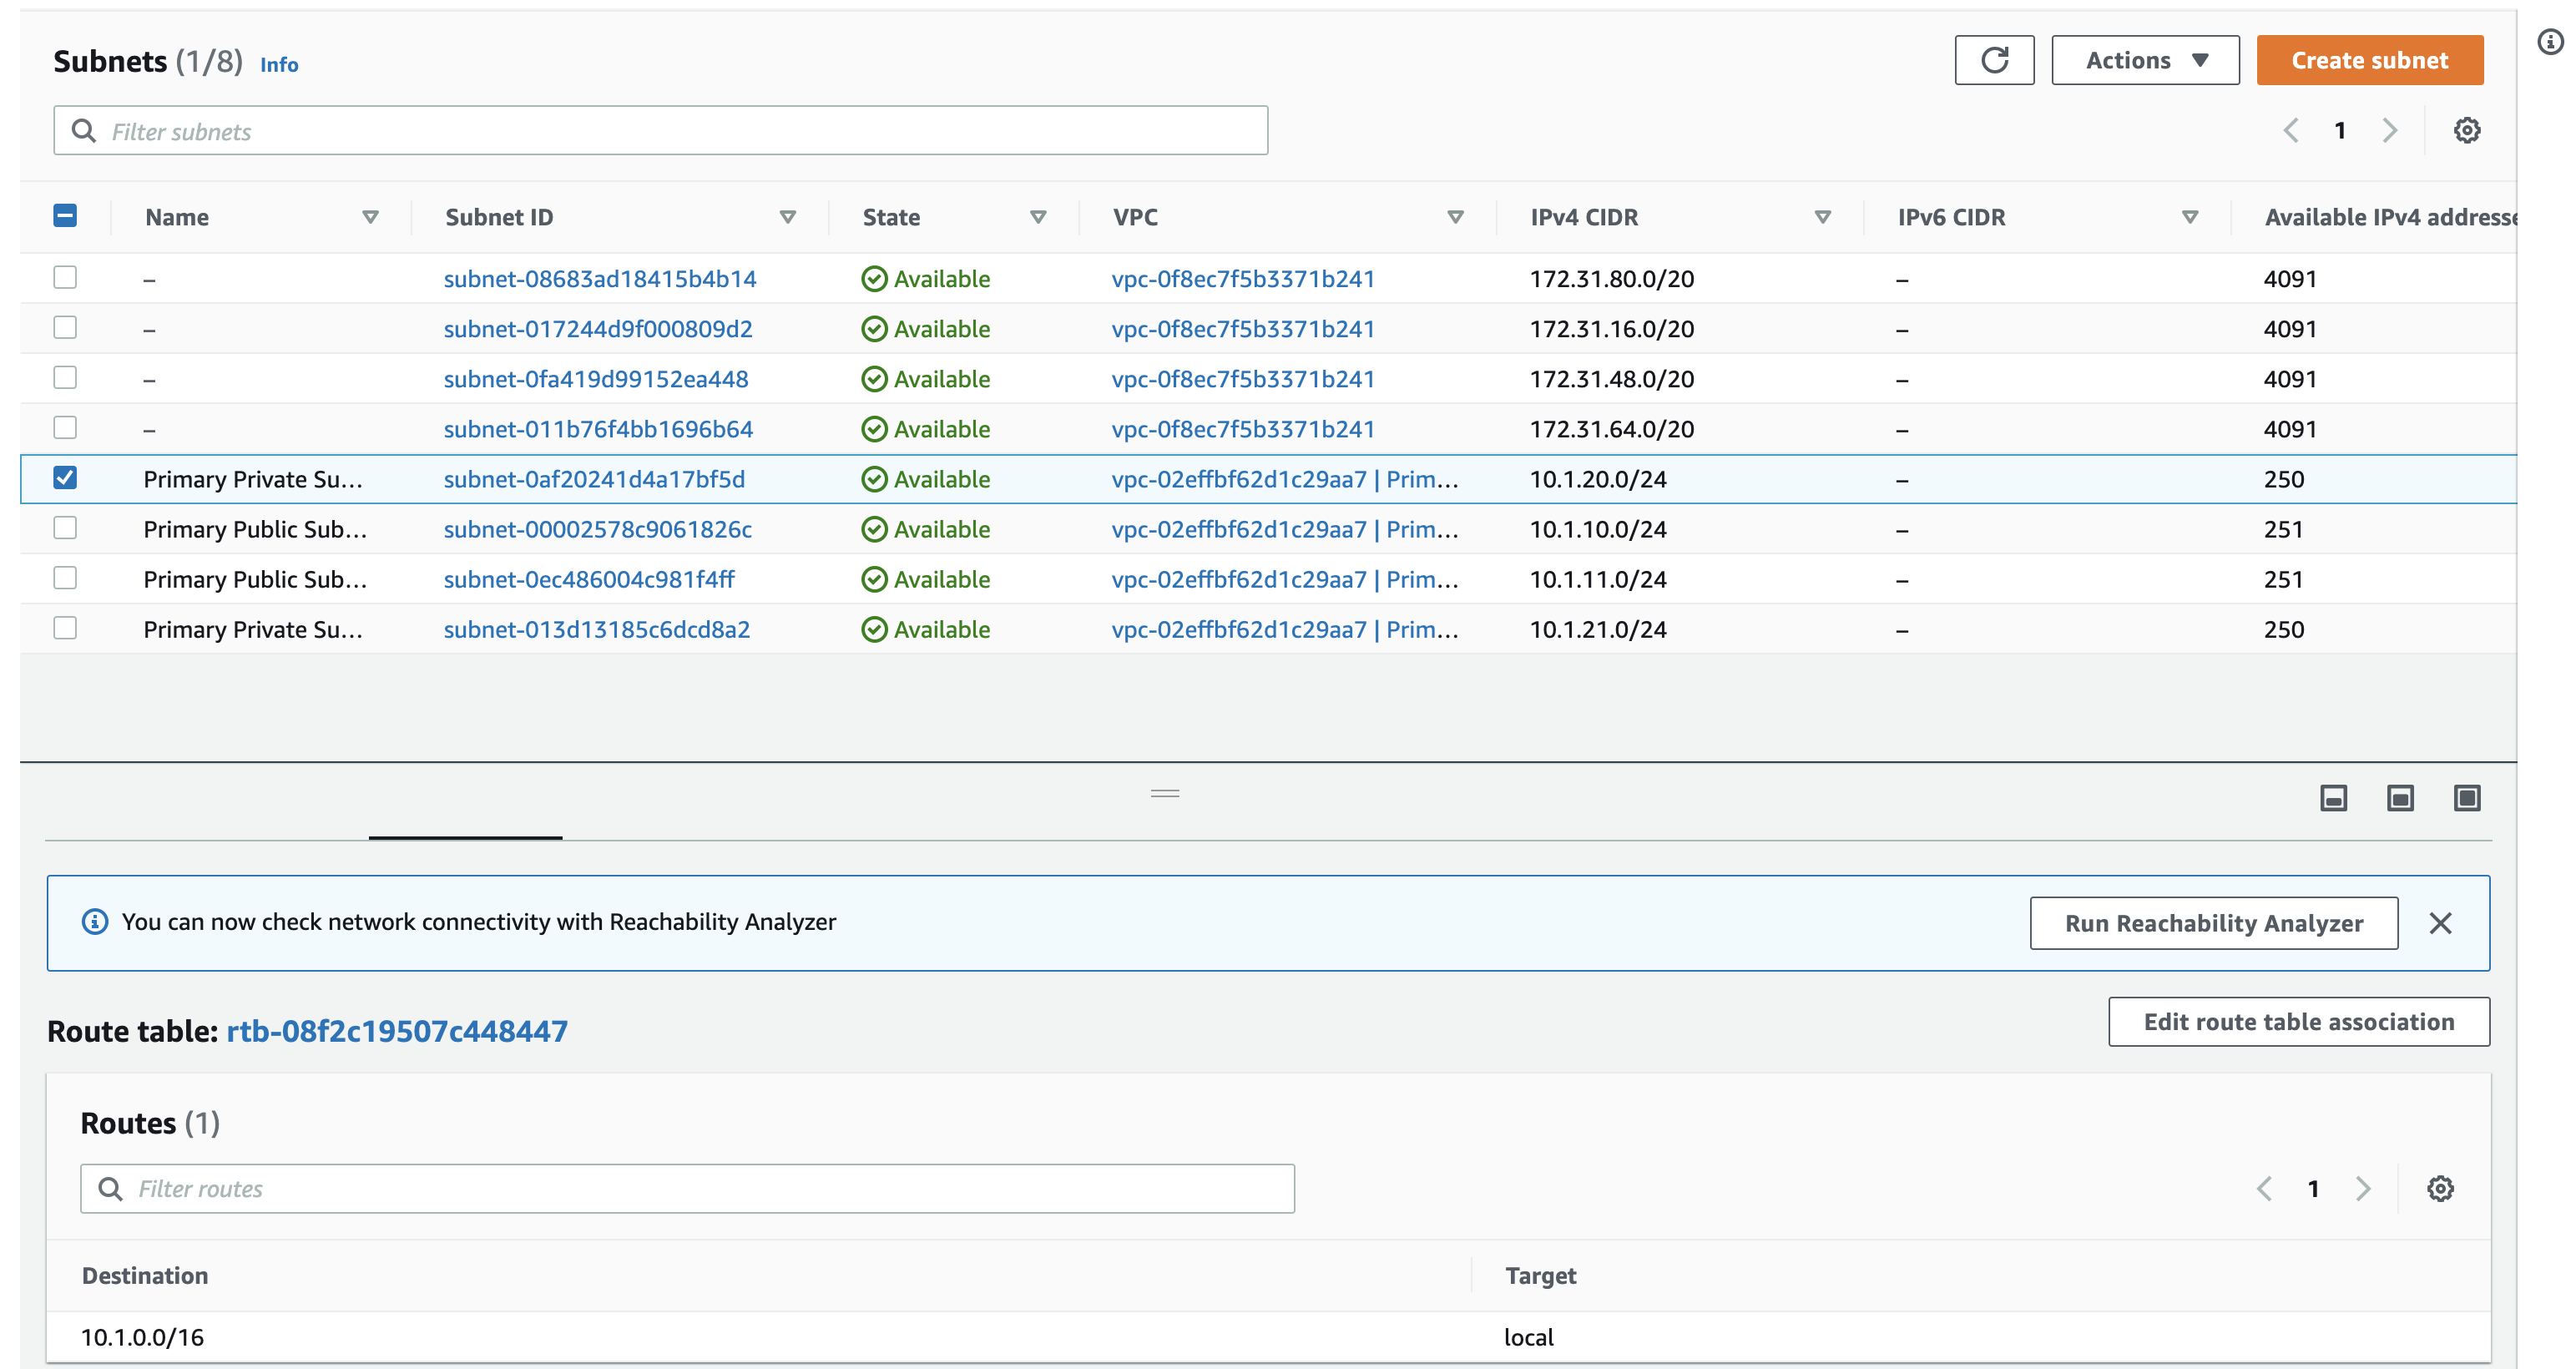 Subnets (1/8) Info
Actions
Create subnet
Filter subnets
1
Name Subnet ID State VPC IPv4 CIDR IPv6 CIDR Available IPv4 addresse
– subnet-08683ad18415b4b14 Available vpc-0f8ec7f5b3371b241 172.31.80.0/20 – 4091
– subnet-017244d9f000809d2 Available vpc-0f8ec7f5b3371b241 172.31.16.0/20 – 4091
– subnet-0fa419d99152ea448 Available vpc-0f8ec7f5b3371b241 172.31.48.0/20 – 4091
– subnet-011b76f4bb1696b64 Available vpc-0f8ec7f5b3371b241 172.31.64.0/20 – 4091
Primary Private Su... subnet-0af20241d4a17bf5d Available vpc-02effbf62d1c29aa7 | Prim... 10.1.20.0/24 – 250
Primary Public Sub... subnet-00002578c9061826c Available vpc-02effbf62d1c29aa7 | Prim... 10.1.10.0/24 – 251
Primary Public Sub... subnet-0ec486004c981f4ff Available vpc-02effbf62d1c29aa7 | Prim... 10.1.11.0/24 – 251
Primary Private Su... subnet-013d13185c6dcd8a2 Available vpc-02effbf62d1c29aa7 | Prim... 10.1.21.0/24 – 250
You can now check network connectivity with Reachability Analyzer
Run Reachability Analyzer
Route table: rtb-08f2c19507c448447
Edit route table association
Routes (1)
Filter routes
1
Destination Target
10.1.0.0/16 local